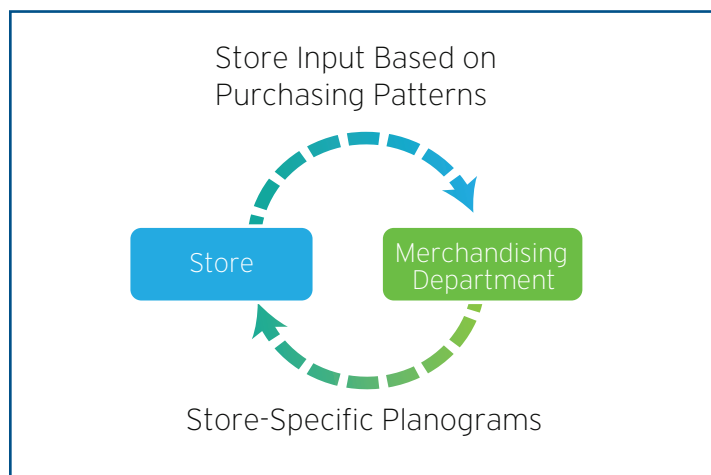 Store Input Based on
Purchasing Patterns
Store
Merchandising
Department
Store-Specific Planograms